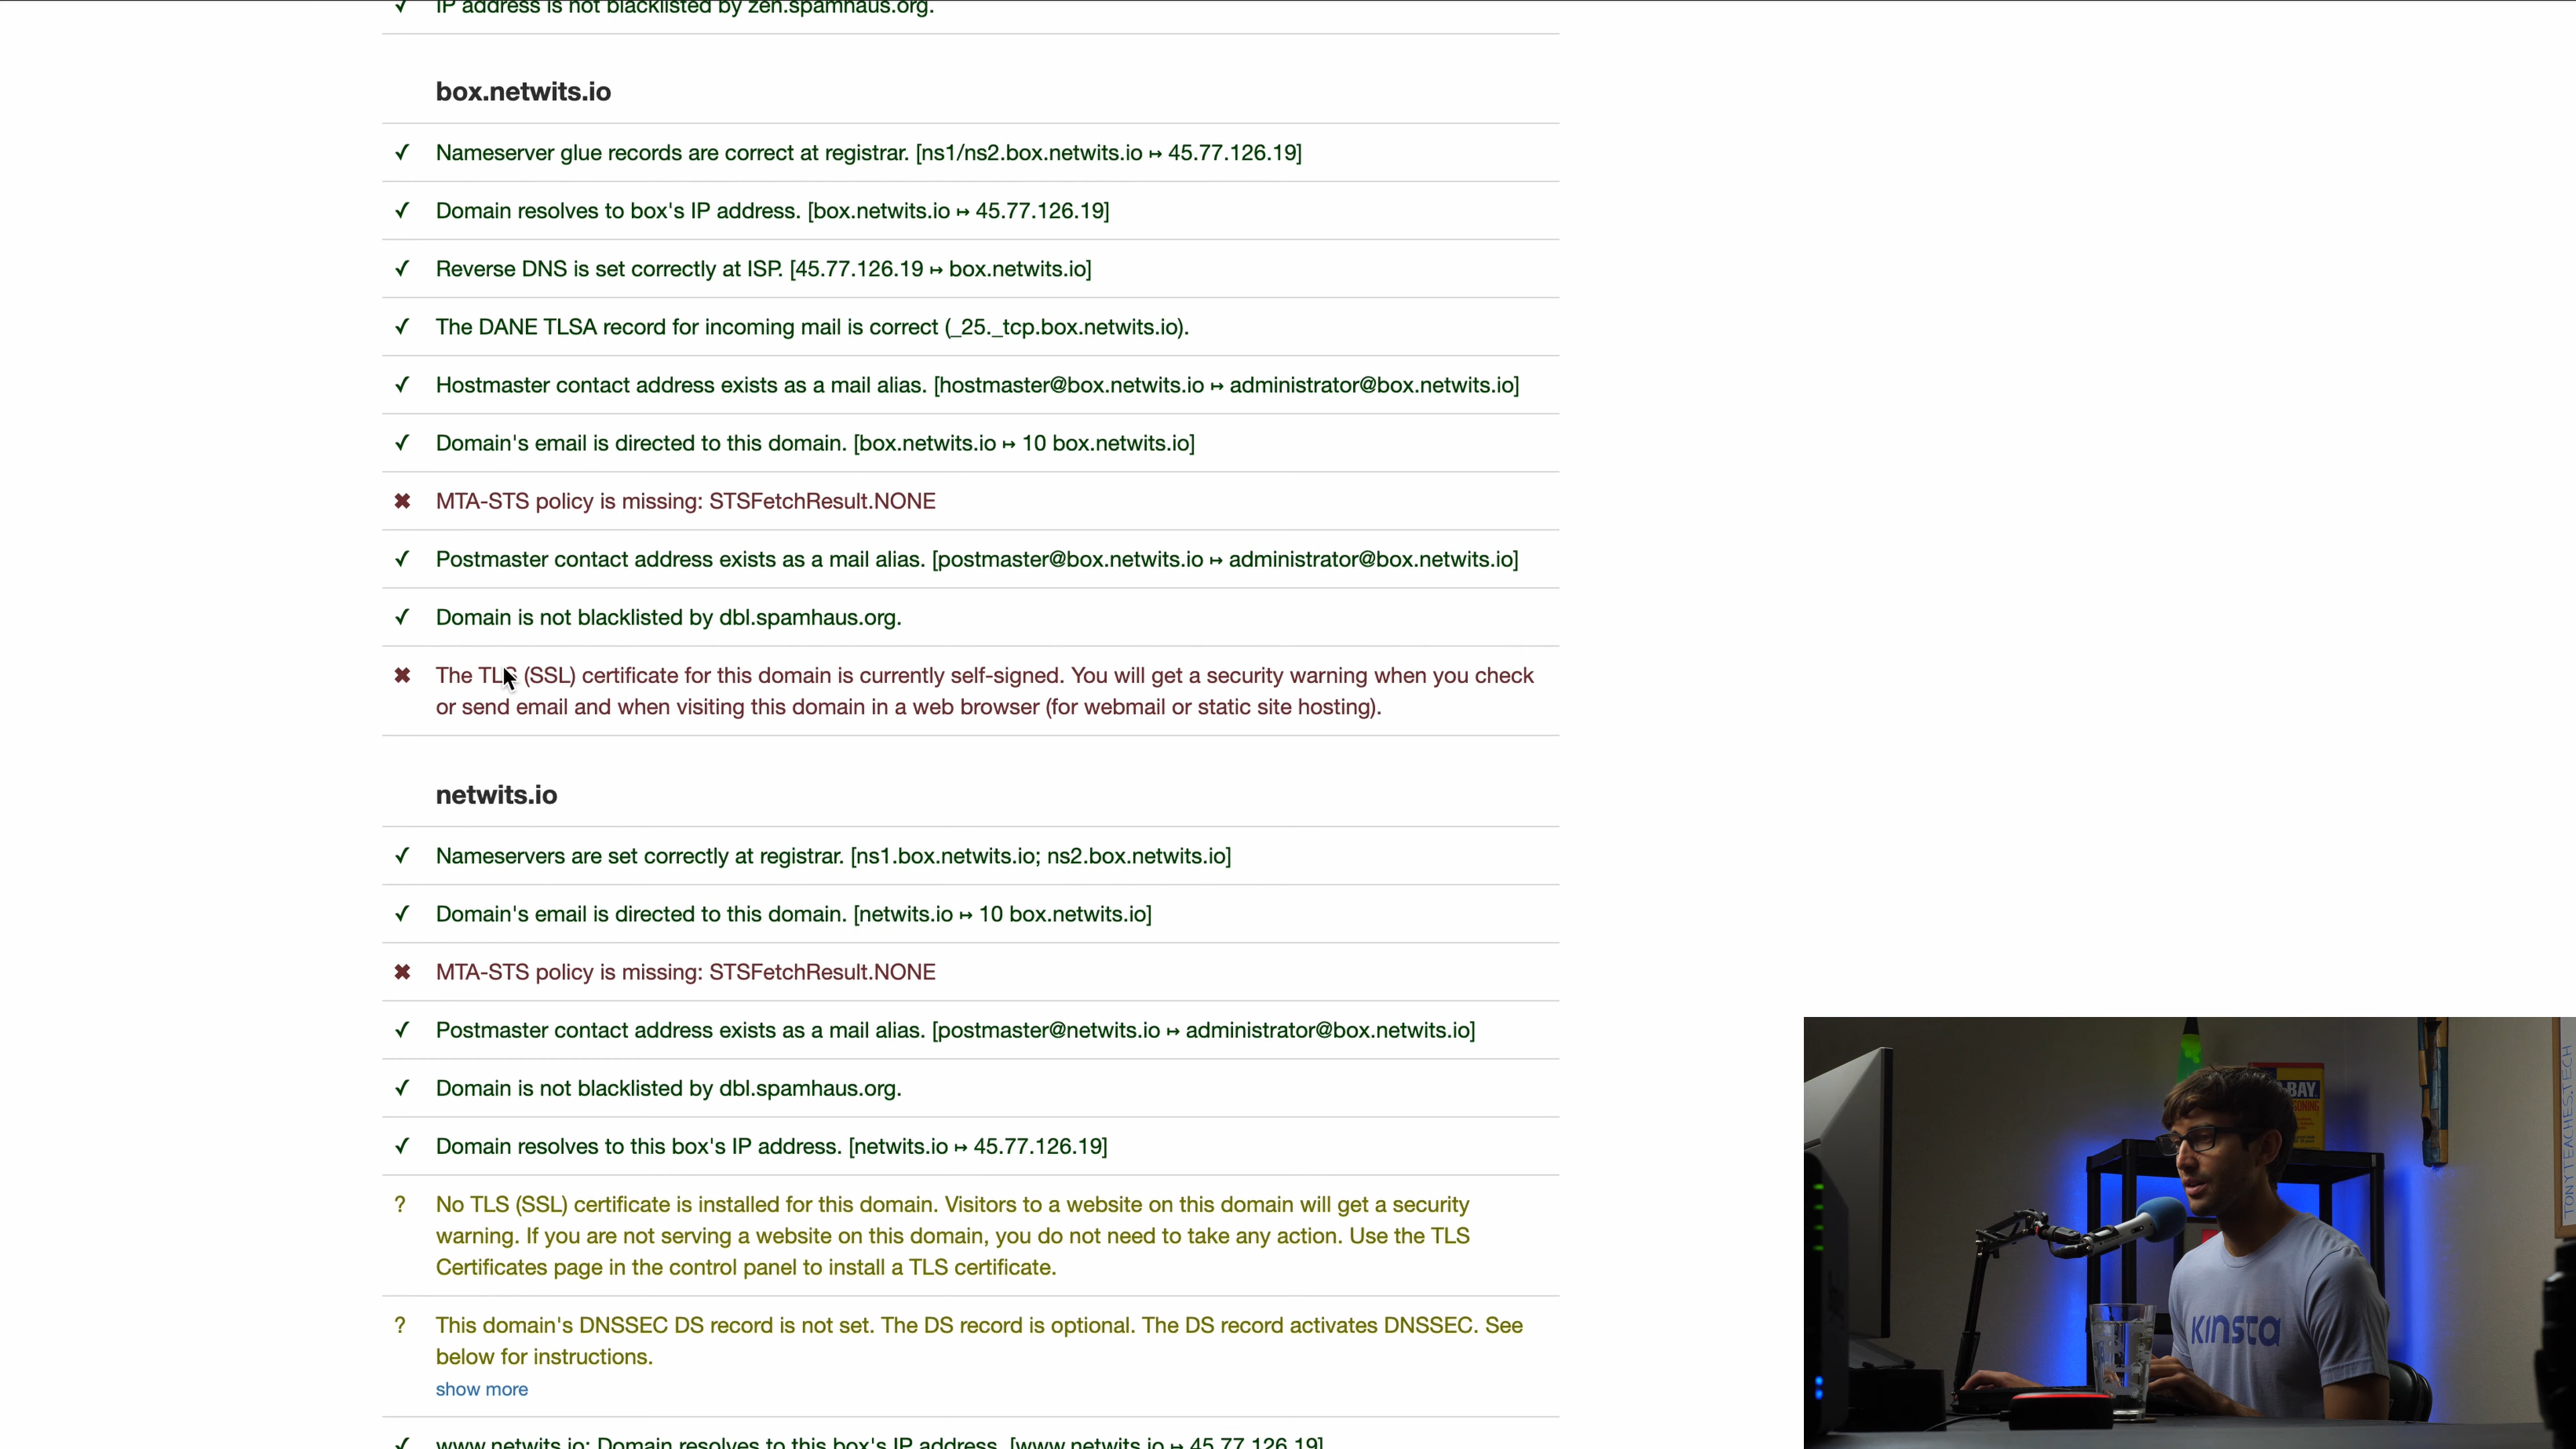 ✓ IP address is not blacklisted by zen.spamhaus.org.
box.netwits.io
✓ Nameserver glue records are correct at registrar. [ns1/ns2.box.netwits.io ↦ 45.77.126.19]
✓ Domain resolves to box's IP address. [box.netwits.io ↦ 45.77.126.19]
✓ Reverse DNS is set correctly at ISP. [45.77.126.19 ↦ box.netwits.io]
✓ The DANE TLSA record for incoming mail is correct (_25._tcp.box.netwits.io).
✓ Hostmaster contact address exists as a mail alias. [hostmaster@box.netwits.io ↦ administrator@box.netwits.io]
✓ Domain's email is directed to this domain. [box.netwits.io ↦ 10 box.netwits.io]
✖ MTA-STS policy is missing: STSFetchResult.NONE
✓ Postmaster contact address exists as a mail alias. [postmaster@box.netwits.io ↦ administrator@box.netwits.io]
✓ Domain is not blacklisted by dbl.spamhaus.org.
✖ The TLS (SSL) certificate for this domain is currently self-signed. You will get a security warning when you check
or send email and when visiting this domain in a web browser (for webmail or static site hosting).
netwits.io
✓ Nameservers are set correctly at registrar. [ns1.box.netwits.io; ns2.box.netwits.io]
✓ Domain's email is directed to this domain. [netwits.io ↦ 10 box.netwits.io]
✖ MTA-STS policy is missing: STSFetchResult.NONE
✓ Postmaster contact address exists as a mail alias. [postmaster@netwits.io ↦ administrator@box.netwits.io]
✓ Domain is not blacklisted by dbl.spamhaus.org.
✓ Domain resolves to this box's IP address. [netwits.io ↦ 45.77.126.19]
? No TLS (SSL) certificate is installed for this domain. Visitors to a website on this domain will get a security
warning. If you are not serving a website on this domain, you do not need to take any action. Use the TLS
Certificates page in the control panel to install a TLS certificate.
? This domain's DNSSEC DS record is not set. The DS record is optional. The DS record activates DNSSEC. See
below for instructions.
show more
✓ www.netwits.io: Domain resolves to this box's IP address. [www.netwits.io ↦ 45.77.126.19]
BAY
TONYTEACHES.TECH
KINSTA